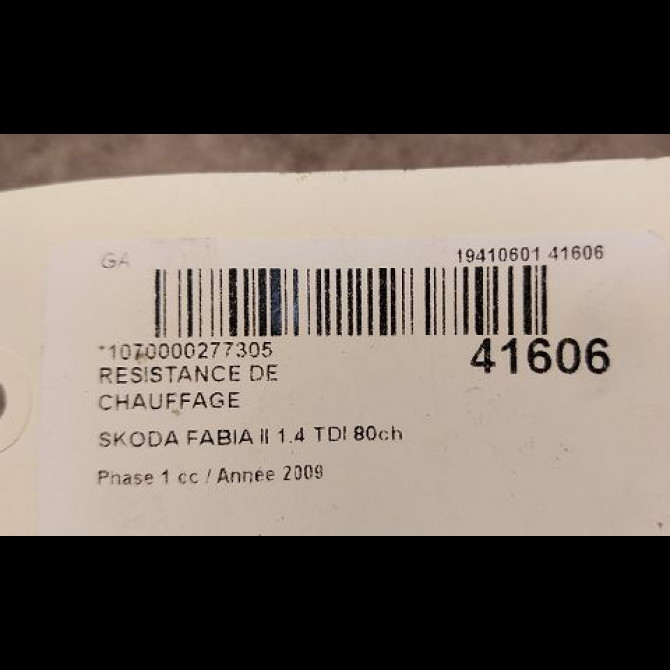 GA 19410601 41606
*1070000277305 41606
RESISTANCE DE
CHAUFFAGE
SKODA FABIA II 1.4 TDI 80ch
Phase 1 cc / Année 2009